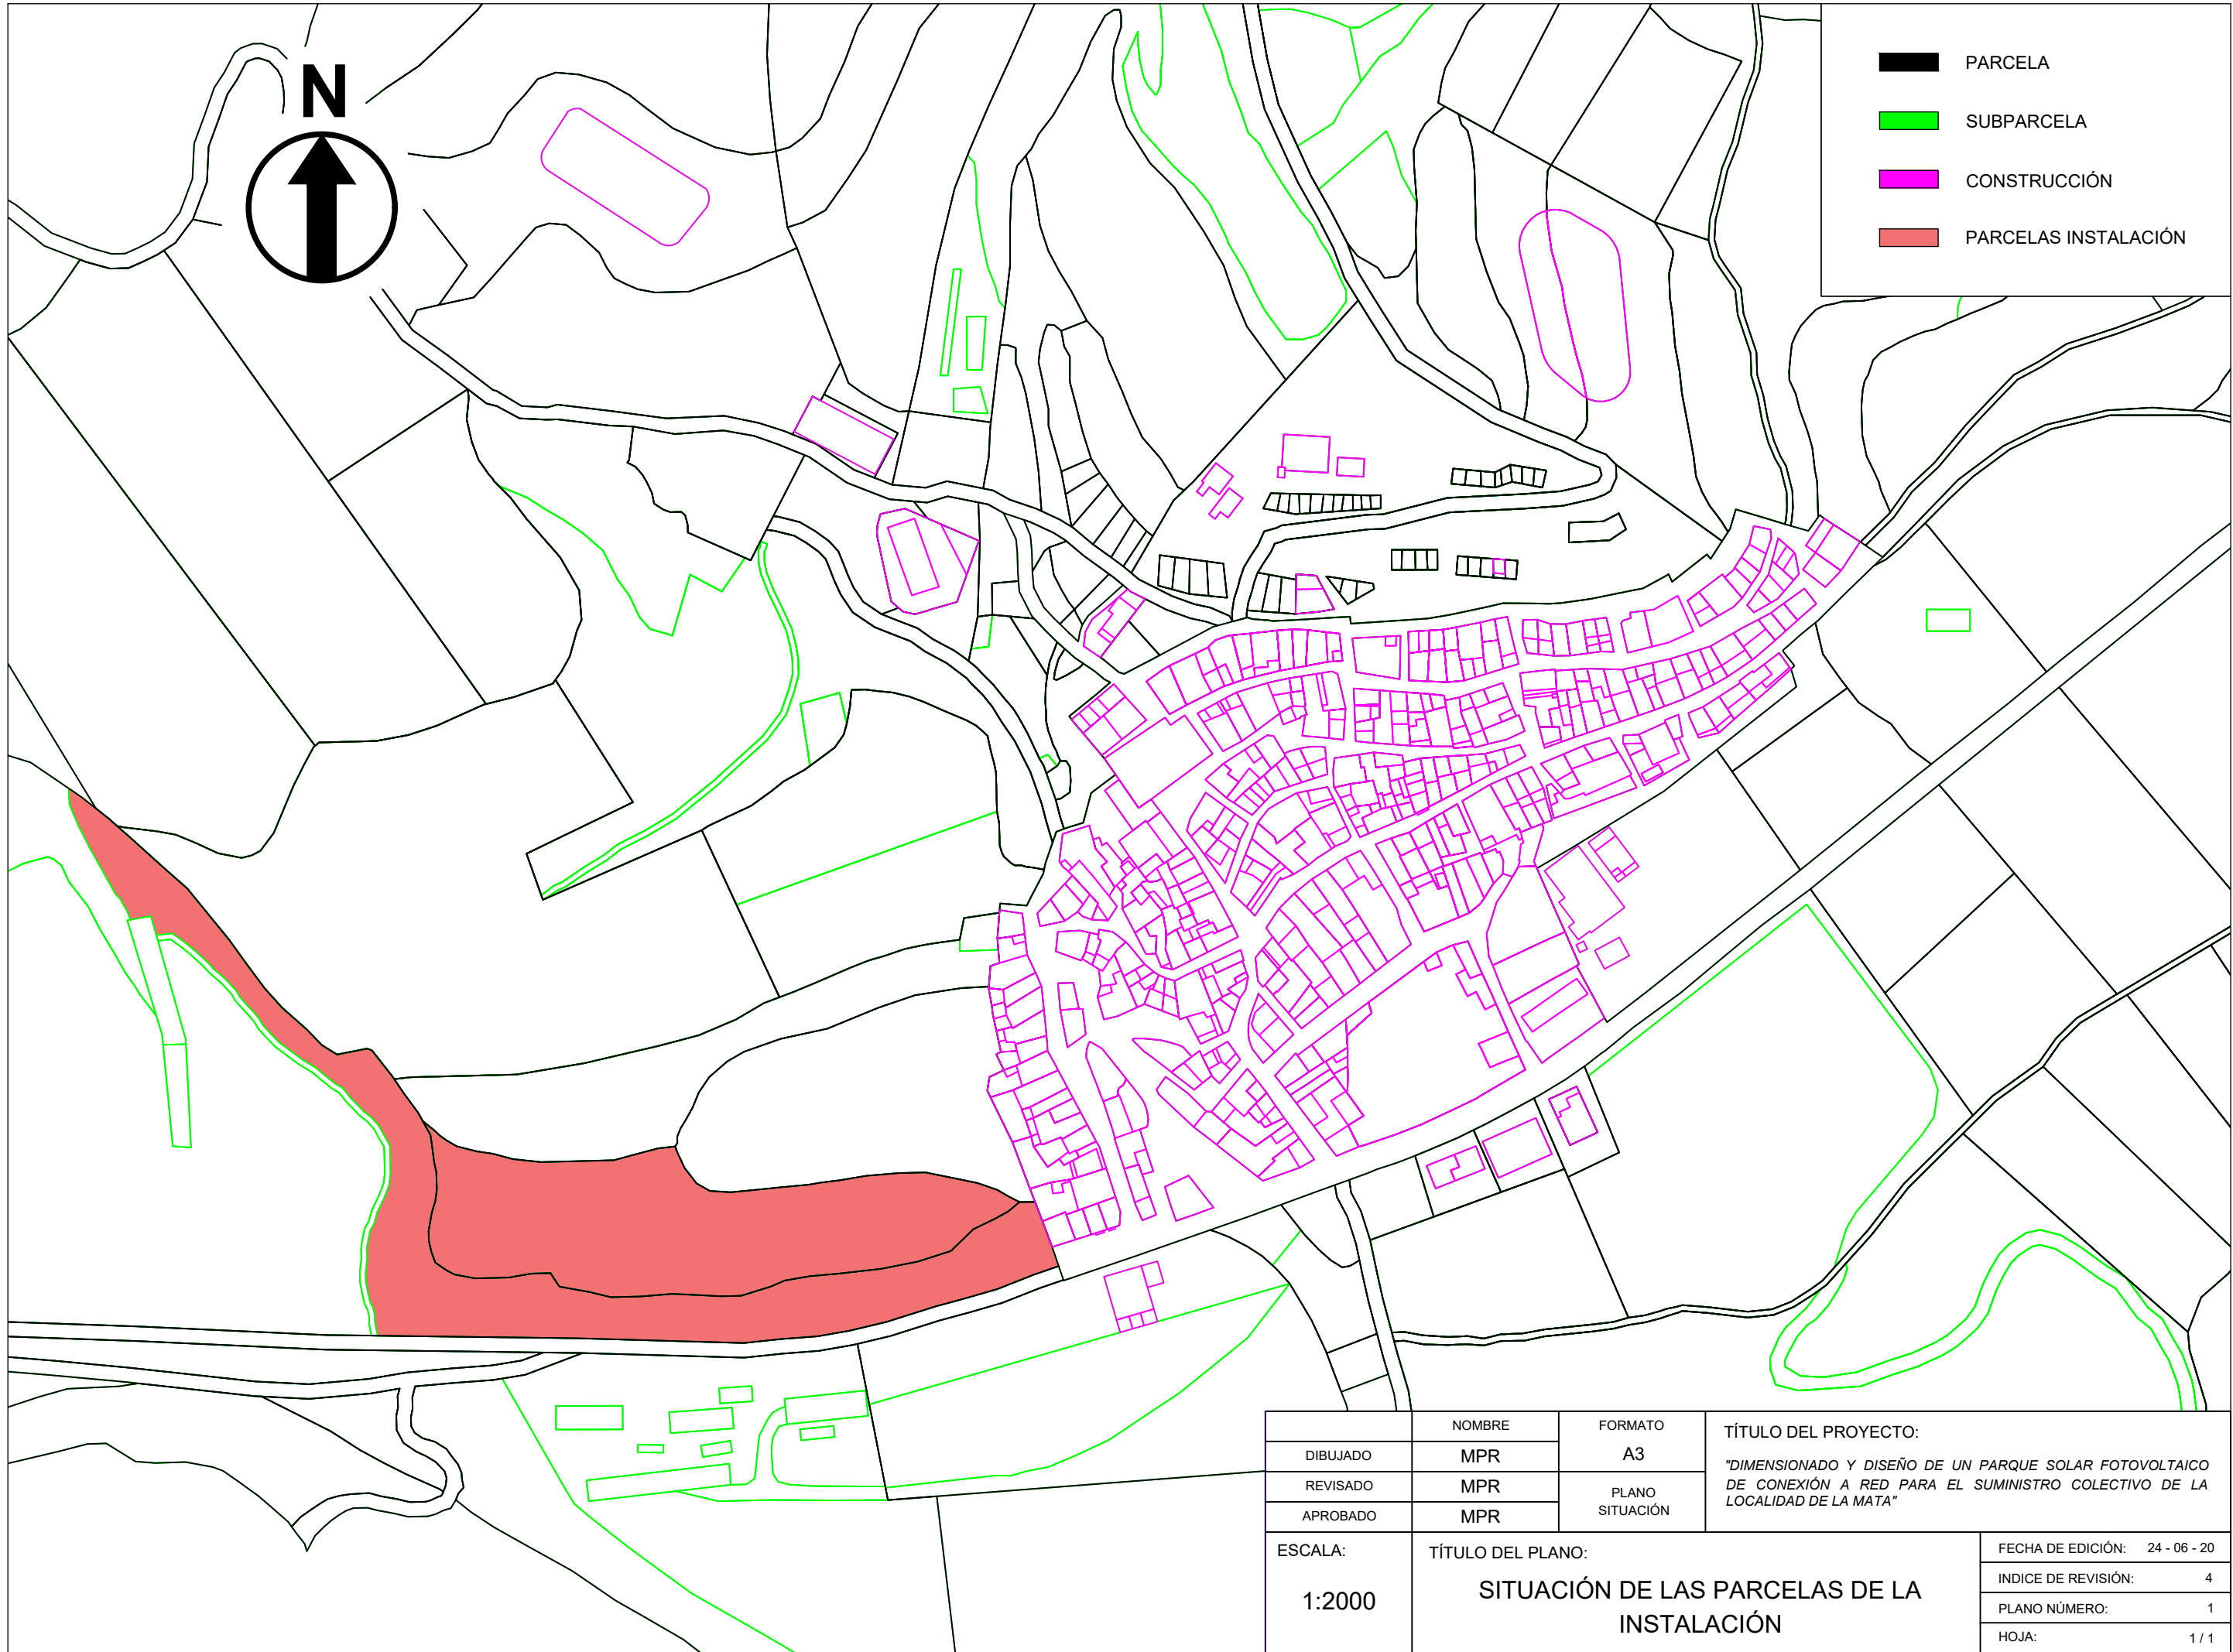 N
PARCELA
SUBPARCELA
CONSTRUCCIÓN
PARCELAS INSTALACIÓN
NOMBRE
DIBUJADO
MPR
REVISADO
MPR
APROBADO
MPR
FORMATO
A3
PLANO
SITUACIÓN
TÍTULO DEL PROYECTO:
"DIMENSIONADO Y DISEÑO DE UN PARQUE SOLAR FOTOVOLTAICO
DE CONEXIÓN A RED PARA EL SUMINISTRO COLECTIVO DE LA
LOCALIDAD DE LA MATA"
ESCALA:
1:2000
TÍTULO DEL PLANO:
SITUACIÓN DE LAS PARCELAS DE LA
INSTALACIÓN
FECHA DE EDICIÓN: 24 - 06 - 20
INDICE DE REVISIÓN: 4
PLANO NÚMERO: 1
HOJA: 1 / 1